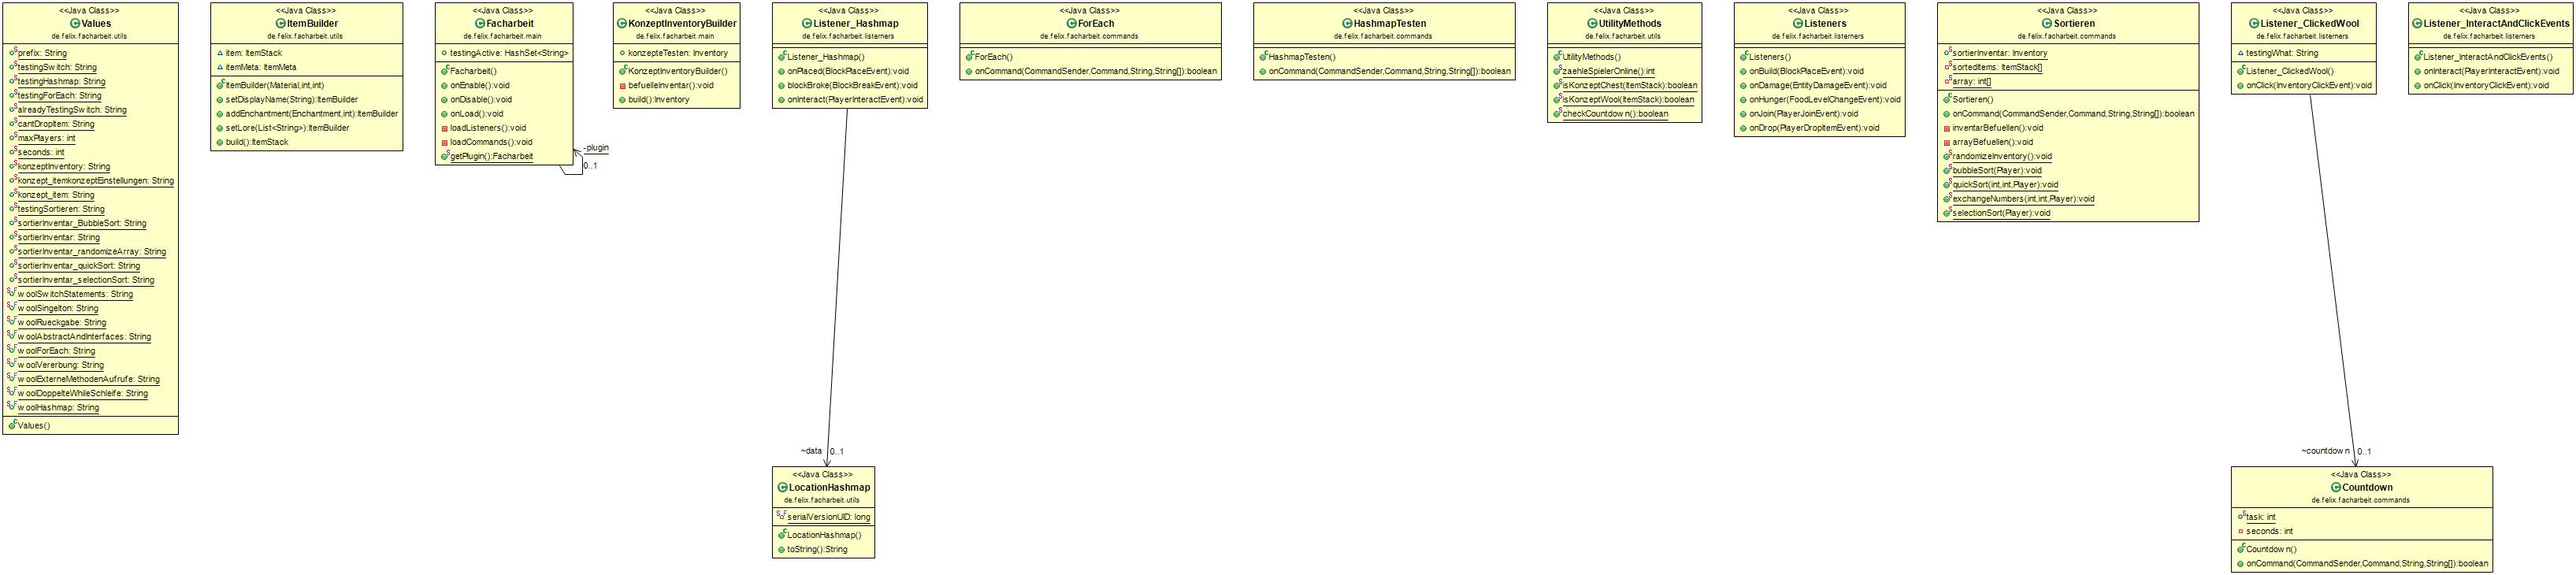 <<Java Class>>
Values
de.felix.facharbeit.utils
prefix: String
testingSwitch: String
testingHashmap: String
testingForEach: String
alreadyTestingSwitch: String
cantDropItem: String
maxPlayers: int
seconds: int
konzeptInventory: String
konzept_itemkonzeptEinstellungen: String
konzept_item: String
testingSortieren: String
sortierInventar_BubbleSort: String
sortierInventar: String
sortierInventar_randomizeArray: String
sortierInventar_quickSort: String
sortierInventar_selectionSort: String
woolSwitchStatements: String
woolSingelton: String
woolRueckgabe: String
woolAbstractAndInterfaces: String
woolForEach: String
woolVererbung: String
woolExterneMethodenAufrufe: String
woolDoppelteWhileSchleife: String
woolHashmap: String
Values()
<<Java Class>>
ItemBuilder
de.felix.facharbeit.utils
item: ItemStack
itemMeta: ItemMeta
ItemBuilder(Material,int,int)
setDisplayName(String):ItemBuilder
addEnchantment(Enchantment,int):ItemBuilder
setLore(List<String>):ItemBuilder
build():ItemStack
<<Java Class>>
Facharbeit
de.felix.facharbeit.main
testingActive: HashSet<String>
Facharbeit()
onEnable():void
onDisable():void
onLoad():void
loadListeners():void
loadCommands():void
getPlugin():Facharbeit
-plugin
0..1
<<Java Class>>
KonzeptInventoryBuilder
de.felix.facharbeit.main
konzepteTesten: Inventory
KonzeptInventoryBuilder()
befuelleInventar():void
build():Inventory
<<Java Class>>
Listener_Hashmap
de.felix.facharbeit.listerners
Listener_Hashmap()
onPlaced(BlockPlaceEvent):void
blockBroke(BlockBreakEvent):void
onInteract(PlayerInteractEvent):void
<<Java Class>>
ForEach
de.felix.facharbeit.commands
ForEach()
onCommand(CommandSender,Command,String,String[]):boolean
<<Java Class>>
HashmapTesten
de.felix.facharbeit.commands
HashmapTesten()
onCommand(CommandSender,Command,String,String[]):boolean
<<Java Class>>
UtilityMethods
de.felix.facharbeit.utils
UtilityMethods()
zaehleSpielerOnline():int
isKonzeptChest(ItemStack):boolean
isKonzeptWool(ItemStack):boolean
checkCountdown():boolean
<<Java Class>>
Listeners
de.felix.facharbeit.listerners
Listeners()
onBuild(BlockPlaceEvent):void
onDamage(EntityDamageEvent):void
onHunger(FoodLevelChangeEvent):void
onJoin(PlayerJoinEvent):void
onDrop(PlayerDropItemEvent):void
<<Java Class>>
Sortieren
de.felix.facharbeit.commands
sortierInventar: Inventory
sortedItems: ItemStack[]
array: int[]
Sortieren()
onCommand(CommandSender,Command,String,String[]):boolean
inventarBefuellen():void
arrayBefuellen():void
randomizeInventory():void
bubbleSort(Player):void
quickSort(int,int,Player):void
exchangeNumbers(int,int,Player):void
selectionSort(Player):void
<<Java Class>>
Listener_ClickedWool
de.felix.facharbeit.listerners
testingWhat: String
Listener_ClickedWool()
onClick(InventoryClickEvent):void
<<Java Class>>
Listener_InteractAndClickEvents
de.felix.facharbeit.listerners
Listener_InteractAndClickEvents()
onInteract(PlayerInteractEvent):void
onClick(InventoryClickEvent):void
~data
0..1
<<Java Class>>
LocationHashmap
de.felix.facharbeit.utils
serialVersionUID: long
LocationHashmap()
toString():String
~countdown
0..1
<<Java Class>>
Countdown
de.felix.facharbeit.commands
task: int
seconds: int
Countdown()
onCommand(CommandSender,Command,String,String[]):boolean